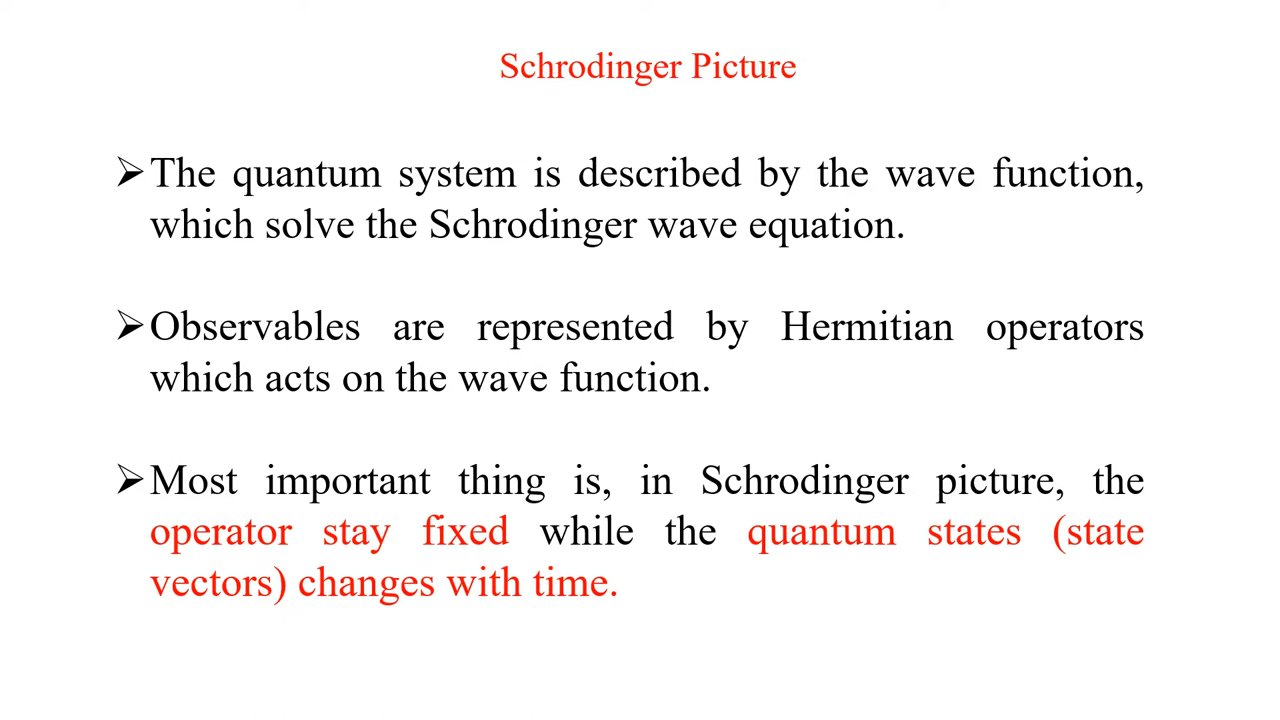 Schrodinger Picture
➢The quantum system is described by the wave function,
which solve the Schrodinger wave equation.
➢Observables are represented by Hermitian operators
which acts on the wave function.
➢Most important thing is, in Schrodinger picture, the
operator stay fixed while the quantum states (state
vectors) changes with time.